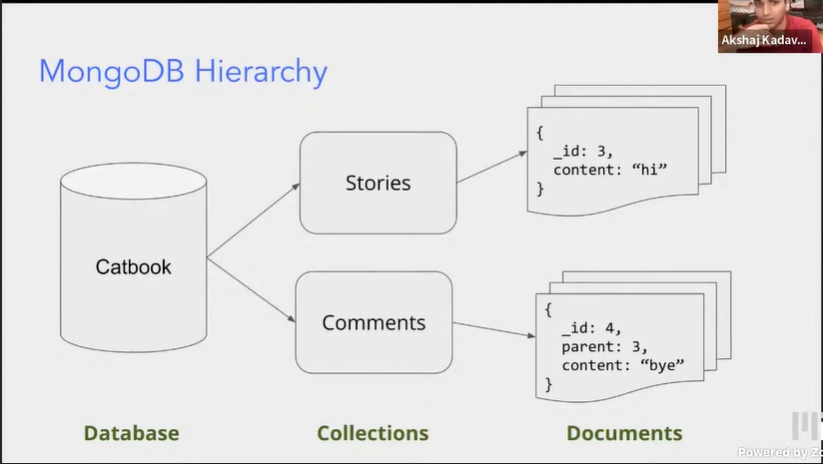 Akshaj Kadav...
MongoDB Hierarchy
Catbook
Stories
{
_id: 3,
content: “hi”
}
Comments
{
_id: 4,
parent: 3,
content: “bye”
}
Database
Collections
Documents
Powered by Zo